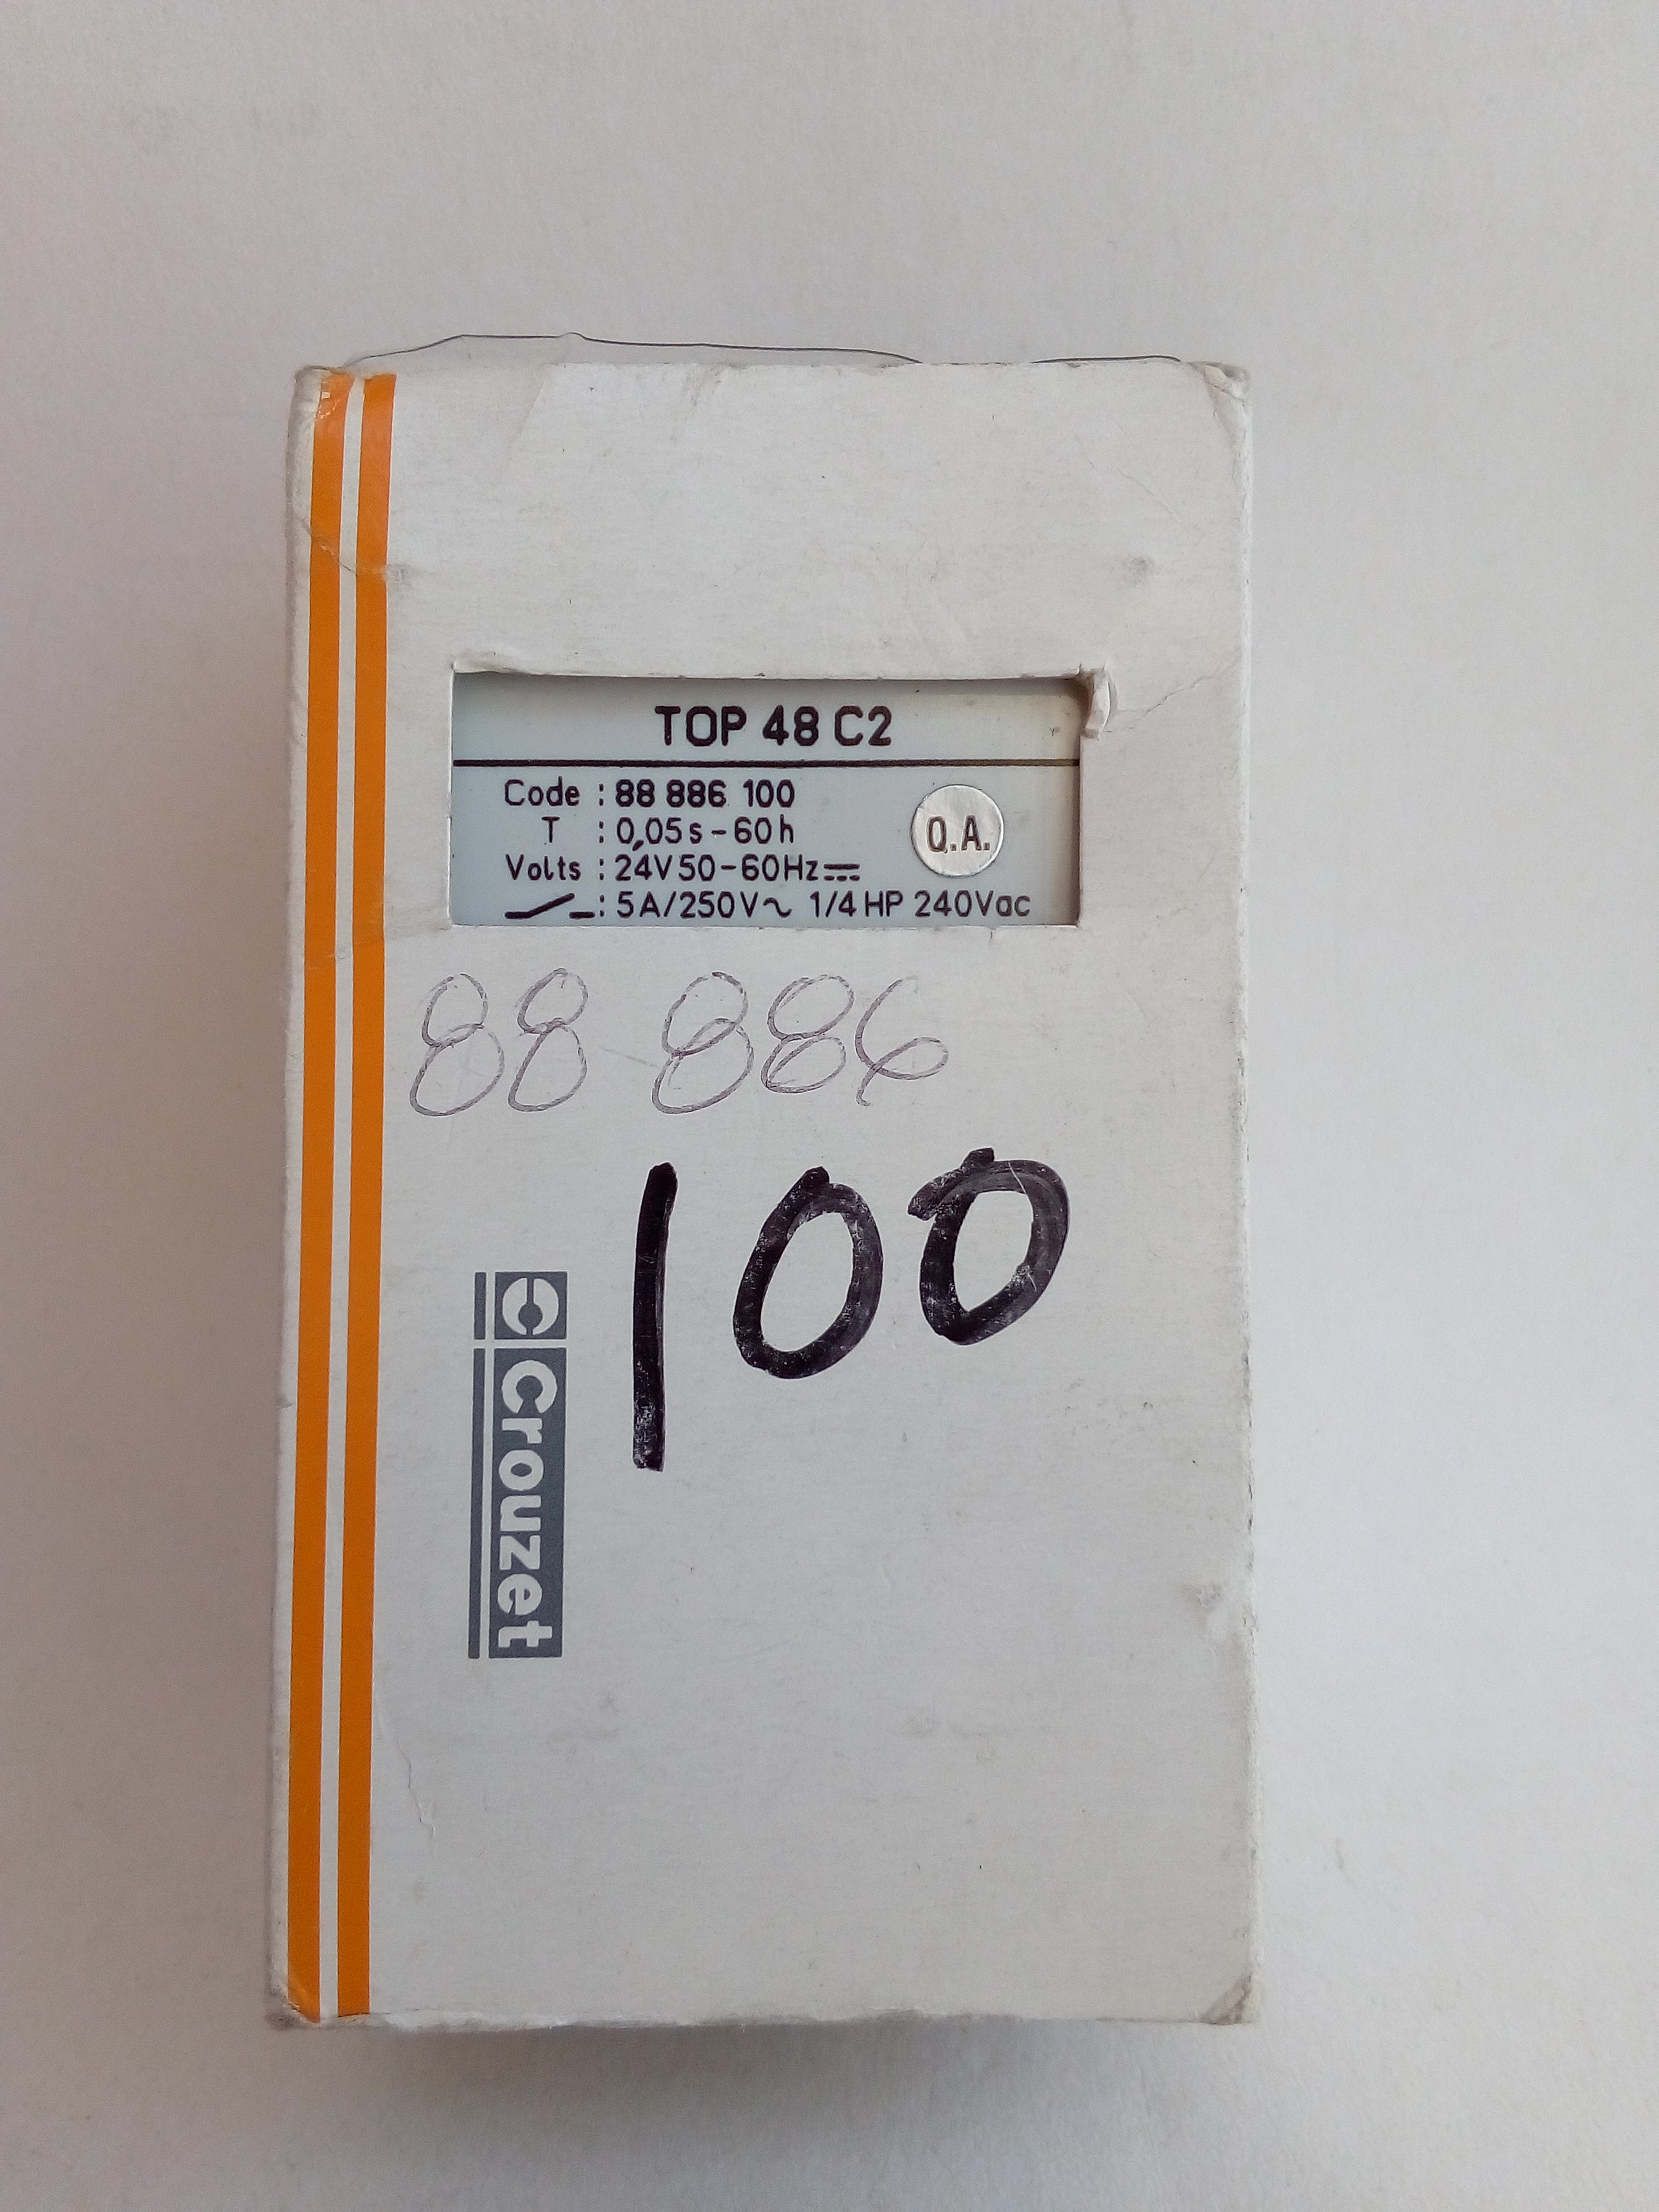 TOP 48 C2
Code : 88 886 100
T : 0,05 s - 60 h
Q.A.
Volts : 24V 50-60Hz⎓
: 5A/250V~ 1/4 HP 240Vac
88 886
100
Crouzet